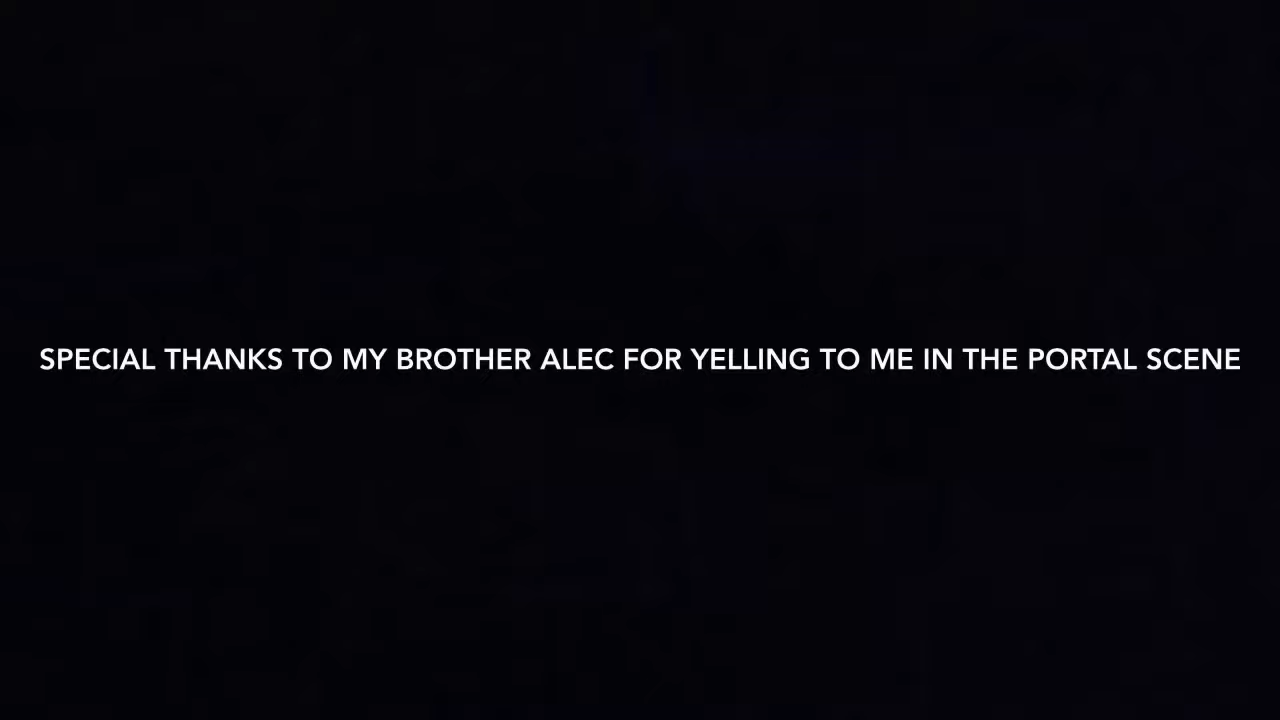 SPECIAL THANKS TO MY BROTHER ALEC FOR YELLING TO ME IN THE PORTAL SCENE